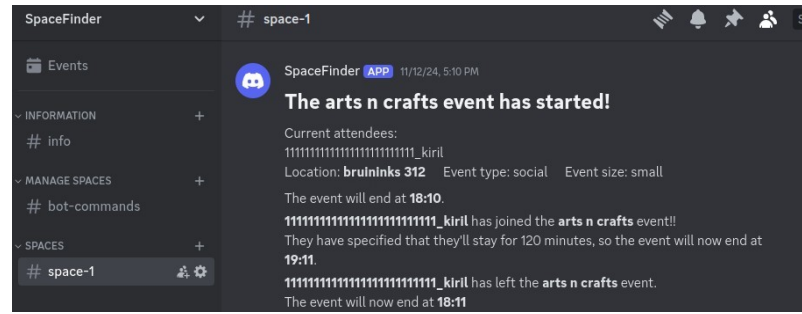 SpaceFinder
# space-1
Events
INFORMATION
# info
MANAGE SPACES
# bot-commands
SPACES
# space-1
SpaceFinder APP 11/12/24, 5:10 PM
The arts n crafts event has started!
Current attendees:
1111111111111111111111111_kiril
Location: bruininks 312 Event type: social Event size: small
The event will end at 18:10.
1111111111111111111111111_kiril has joined the arts n crafts event!!
They have specified that they'll stay for 120 minutes, so the event will now end at
19:11.
1111111111111111111111111_kiril has left the arts n crafts event.
The event will now end at 18:11